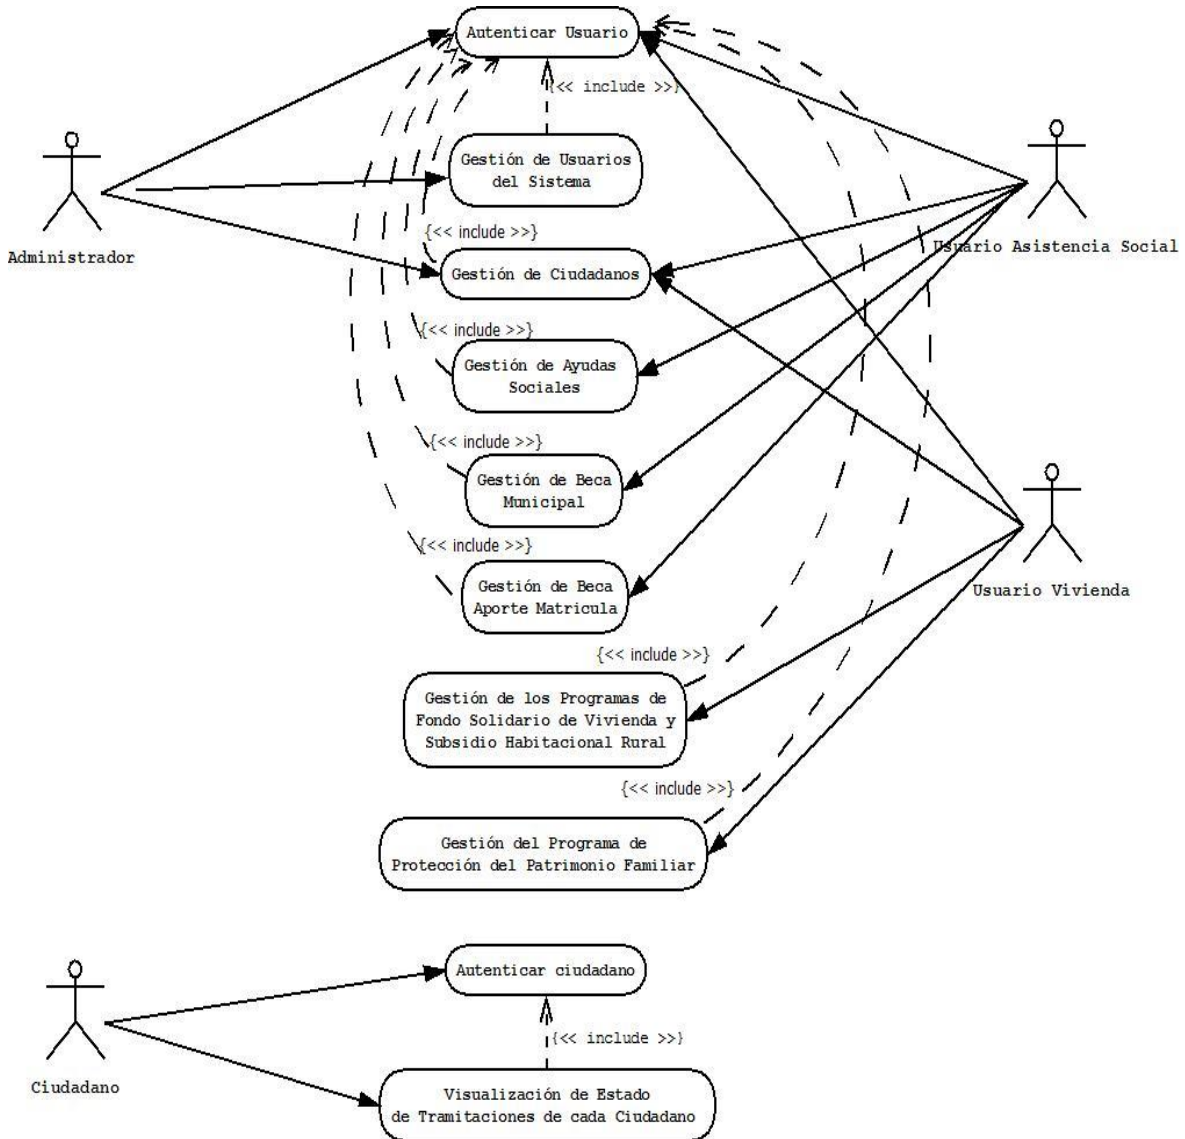 Autenticar Usuario
{<< include >>}
Gestión de Usuarios
del Sistema
Administrador
Usuario Asistencia Social
{<< include >>}
Gestión de Ciudadanos
{<< include >>}
Gestión de Ayudas
Sociales
{<< include >>}
Gestión de Beca
Municipal
{<< include >>}
Gestión de Beca
Aporte Matricula
Usuario Vivienda
{<< include >>}
Gestión de los Programas de
Fondo Solidario de Vivienda y
Subsidio Habitacional Rural
{<< include >>}
Gestión del Programa de
Protección del Patrimonio Familiar
Autenticar ciudadano
{<< include >>}
Ciudadano
Visualización de Estado
de Tramitaciones de cada Ciudadano